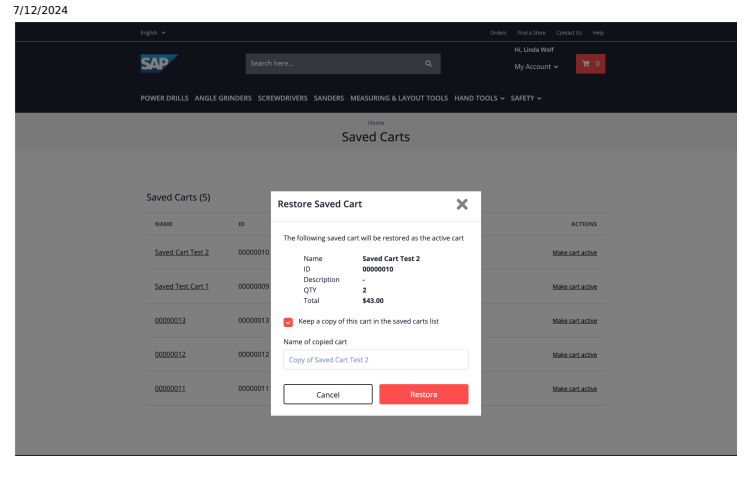 7/12/2024
English
Orders Find a Store Contact Us Help
Hi, Linda Wolf
SAP
Search here...
My Account
0
POWER DRILLS ANGLE GRINDERS SCREWDRIVERS SANDERS MEASURING & LAYOUT TOOLS HAND TOOLS SAFETY
Home
Saved Carts
Saved Carts (5)
NAME ID ACTIONS
Saved Cart Test 2 00000010 Make cart active
Saved Test Cart 1 00000009 Make cart active
00000013 00000013 Make cart active
00000012 00000012 Make cart active
00000011 00000011 Make cart active
Restore Saved Cart
The following saved cart will be restored as the active cart
Name Saved Cart Test 2
ID 00000010
Description -
QTY 2
Total $43.00
Keep a copy of this cart in the saved carts list
Name of copied cart
Copy of Saved Cart Test 2
Cancel Restore